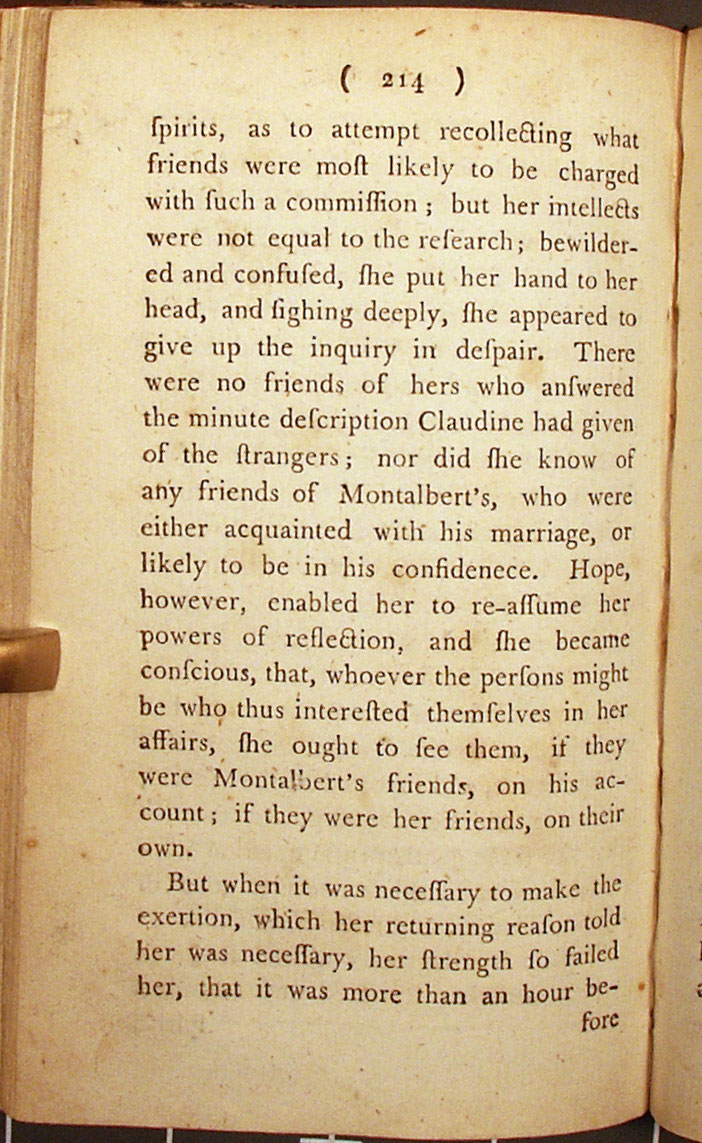 ( 214 )
ſpirits, as to attempt recollecting what
friends were moſt likely to be charged
with ſuch a commiſſion ; but her intellects
were not equal to the reſearch; bewilder-
ed and confuſed, ſhe put her hand to her
head, and ſighing deeply, ſhe appeared to
give up the inquiry in deſpair. There
were no friends of hers who anſwered
the minute deſcription Claudine had given
of the ſtrangers; nor did ſhe know of
any friends of Montalbert's, who were
either acquainted with his marriage, or
likely to be in his confidenece. Hope,
however, enabled her to re-aſſume her
powers of reflection, and ſhe became
conſcious, that, whoever the perſons might
be who thus intereſted themſelves in her
affairs, ſhe ought to ſee them, if they
were Montalbert's friends, on his ac-
count; if they were her friends, on their
own.
But when it was neceſſary to make the
exertion, which her returning reaſon told
her was neceſſary, her ſtrength ſo failed
her, that it was more than an hour be-
fore